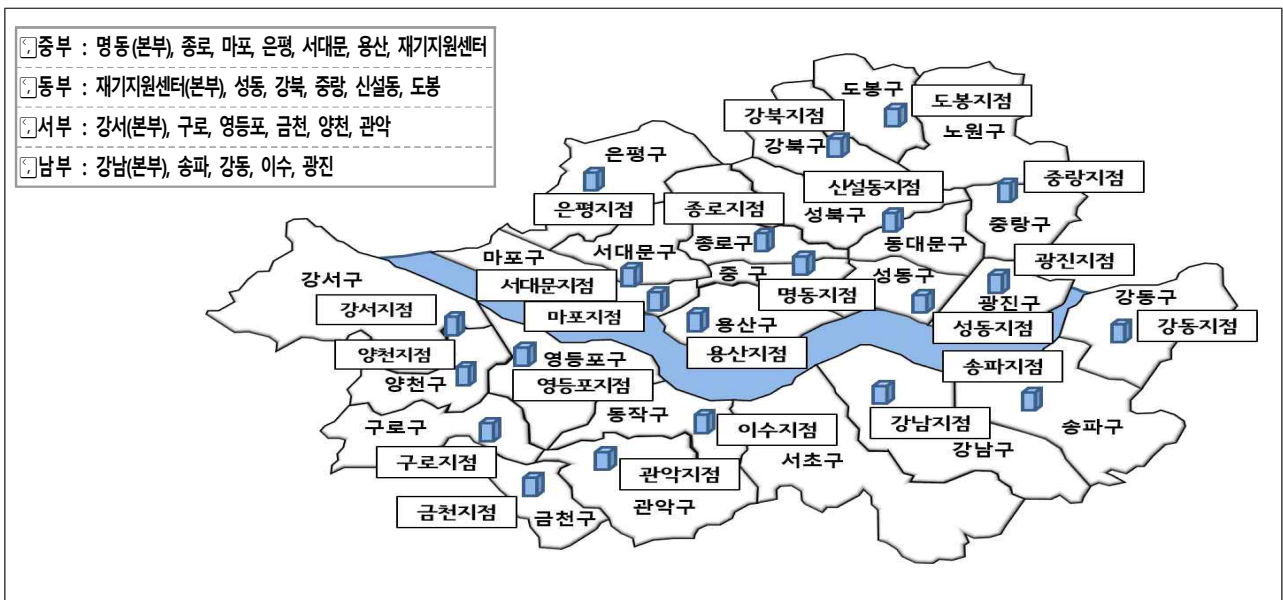 중부 : 명동(본부), 종로, 마포, 은평, 서대문, 용산, 재기지원센터
동부 : 재기지원센터(본부), 성동, 강북, 중랑, 신설동, 도봉
서부 : 강서(본부), 구로, 영등포, 금천, 양천, 관악
남부 : 강남(본부), 송파, 강동, 이수, 광진
도봉구
도봉지점
강북지점
노원구
강북구
은평구
중랑지점
신설동지점
은평지점
종로지점
성북구
중랑구
서대문구
종로구
동대문구
마포구
광진지점
강서구
중 구
성동구
서대문지점
명동지점
광진구
강동구
강서지점
마포지점
용산구
성동지점
강동지점
양천지점
영등포구
용산지점
송파지점
양천구
영등포지점
동작구
구로구
이수지점
강남지점
송파구
구로지점
서초구
강남구
관악지점
금천지점
금천구
관악구